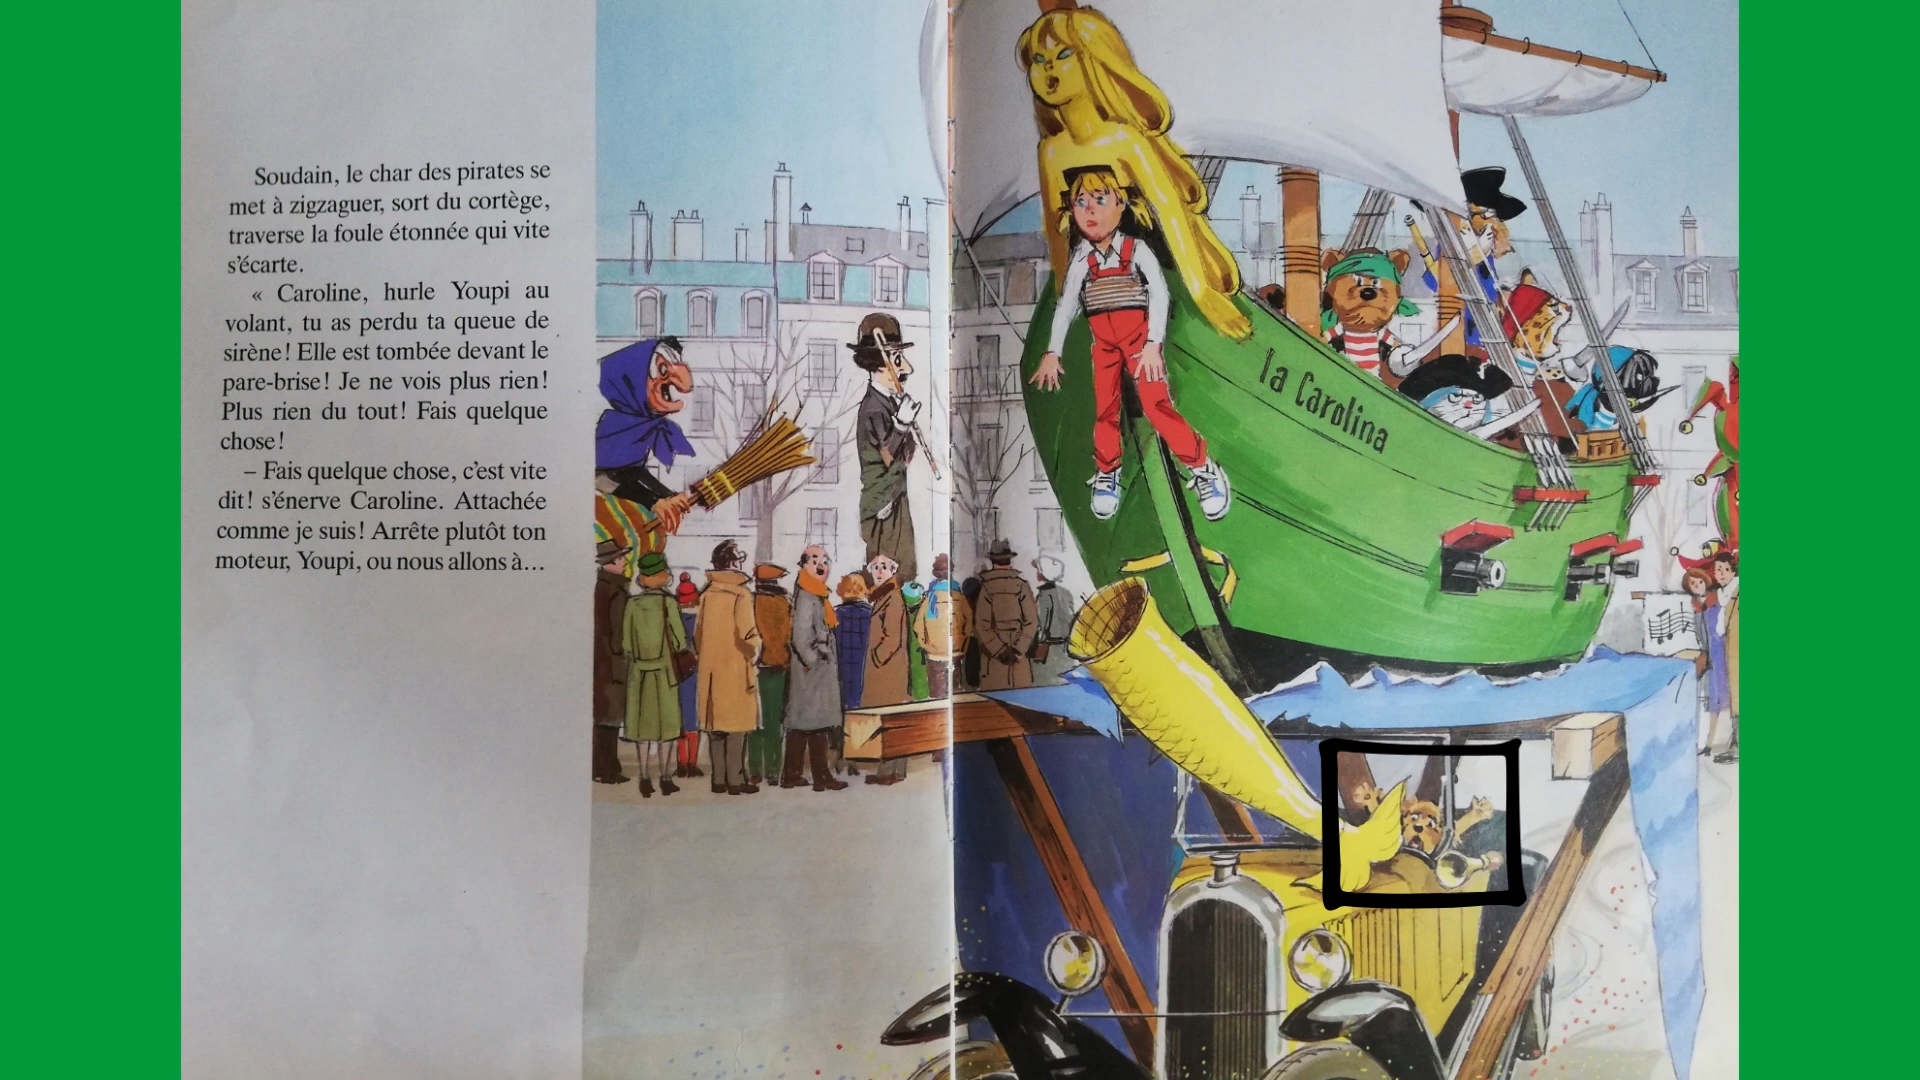 Soudain, le char des pirates se
met à zigzaguer, sort du cortège,
traverse la foule étonnée qui vite
s'écarte.
« Caroline, hurle Youpi au
volant, tu as perdu ta queue de
sirène! Elle est tombée devant le
pare-brise! Je ne vois plus rien!
Plus rien du tout! Fais quelque
chose!
– Fais quelque chose, c'est vite
dit! s'énerve Caroline. Attachée
comme je suis! Arrête plutôt ton
moteur, Youpi, ou nous allons à...
la Carolina